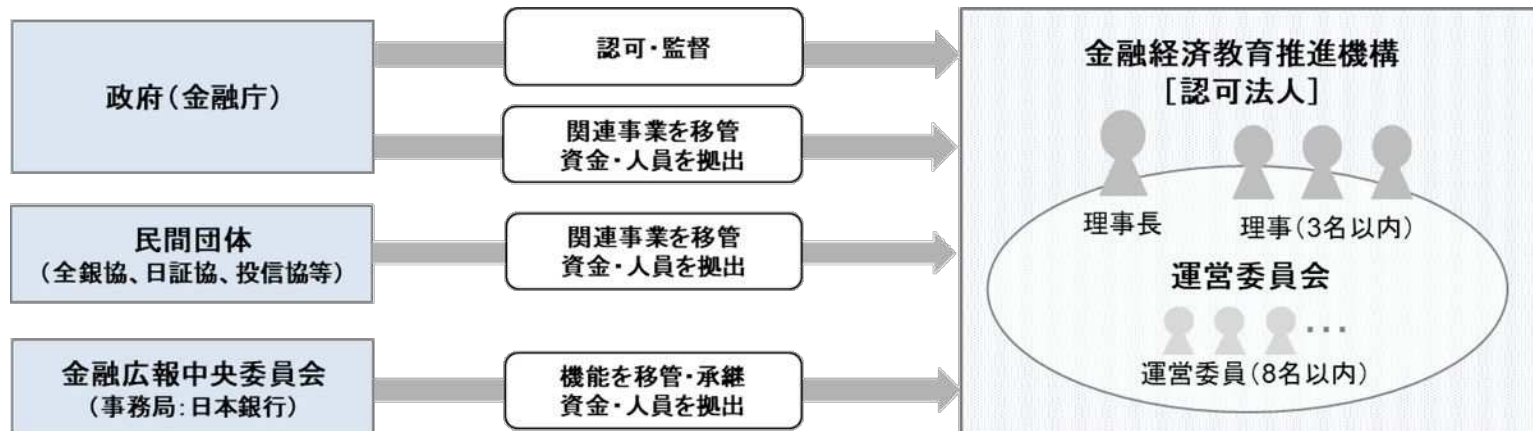 政府(金融庁)
認可・監督
関連事業を移管
資金・人員を拠出
民間団体
(全銀協、日証協、投信協等)
関連事業を移管
資金・人員を拠出
金融広報中央委員会
(事務局:日本銀行)
機能を移管・承継
資金・人員を拠出
金融経済教育推進機構
[認可法人]
理事長
理事(3名以内)
運営委員会
・・・
運営委員(8名以内)